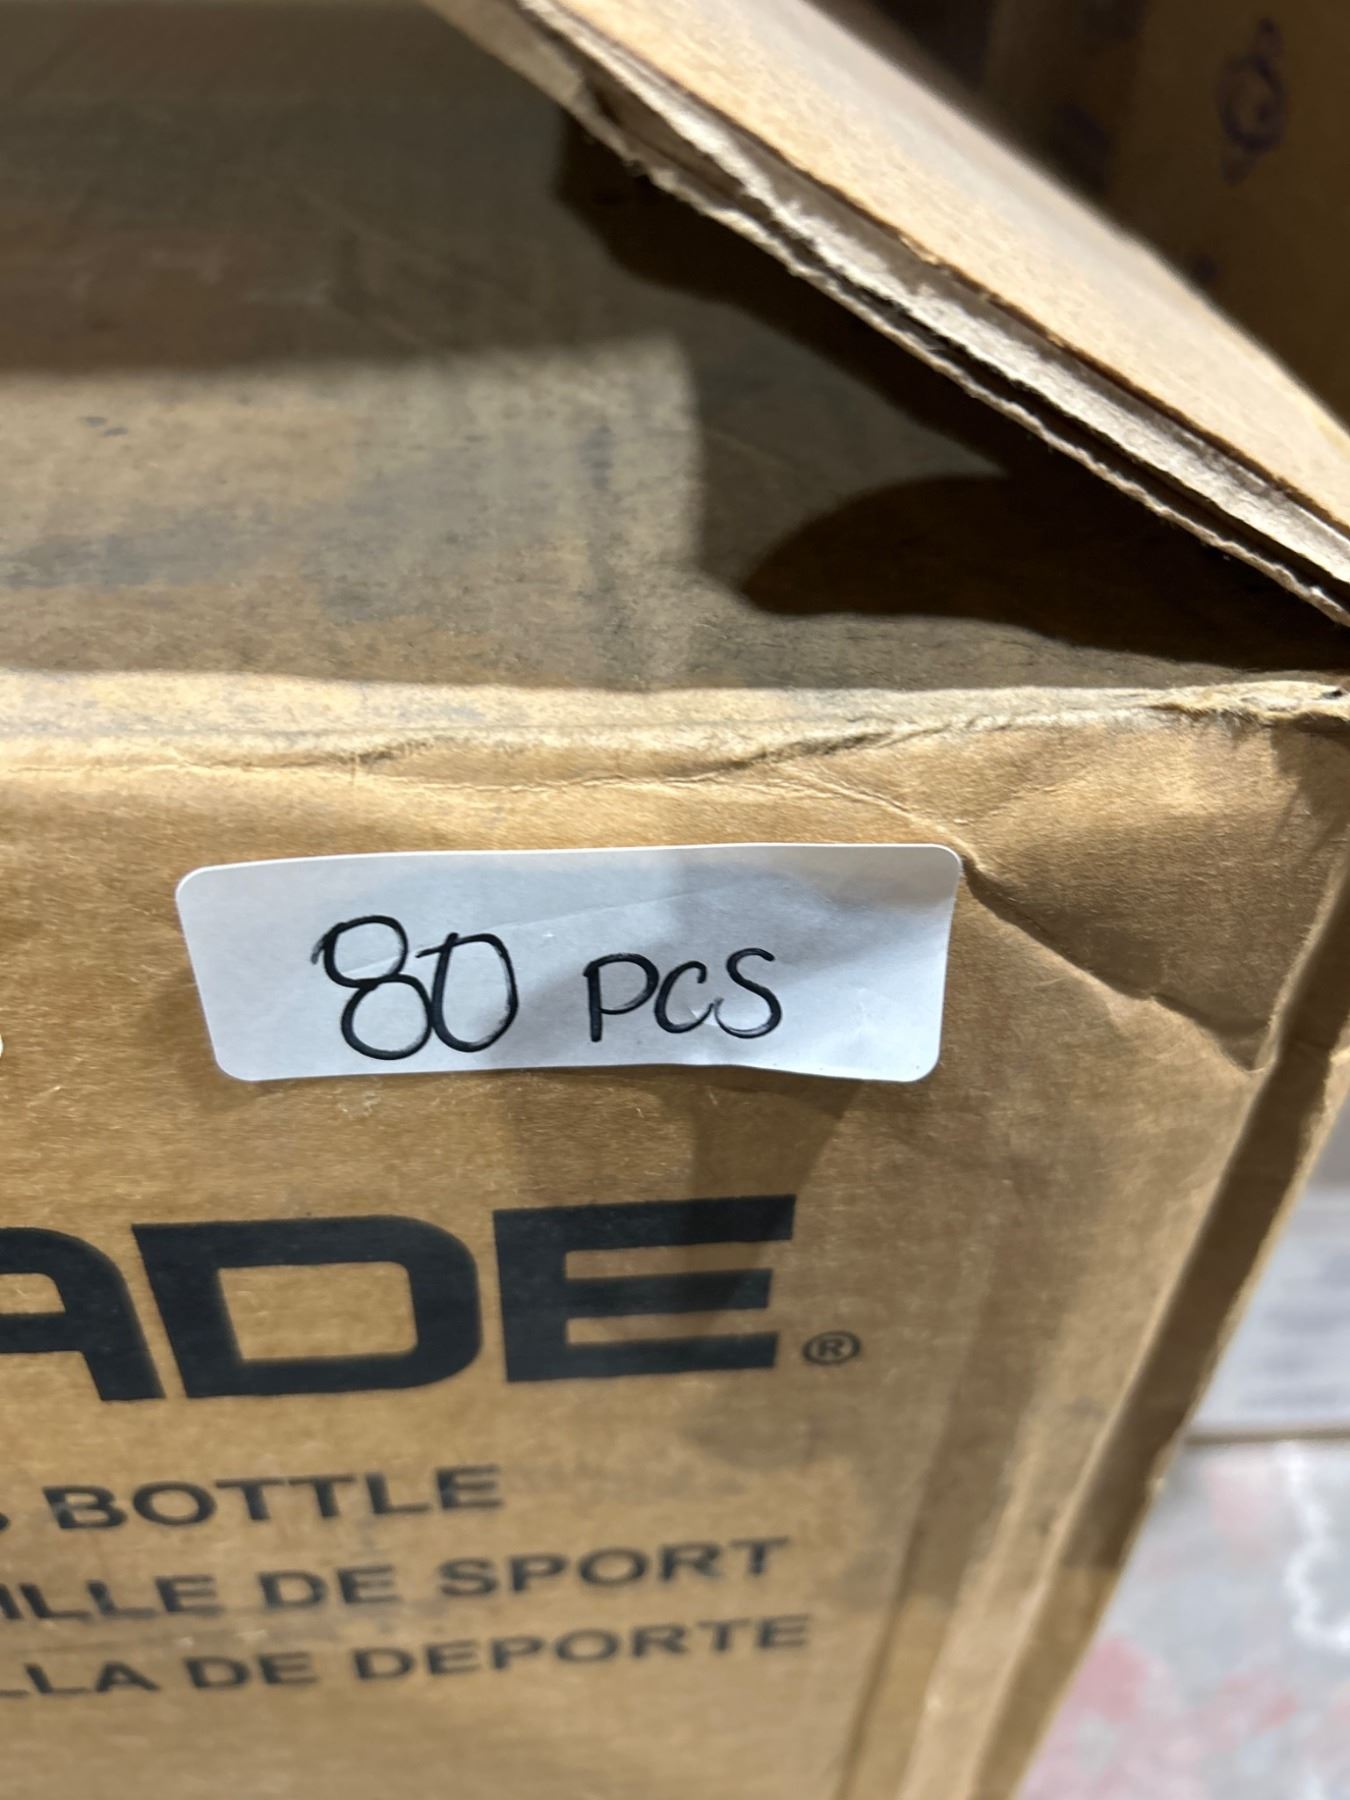 80 PCS
ADE®
BOTTLE
ILLE DE SPORT
LLA DE DEPORTE